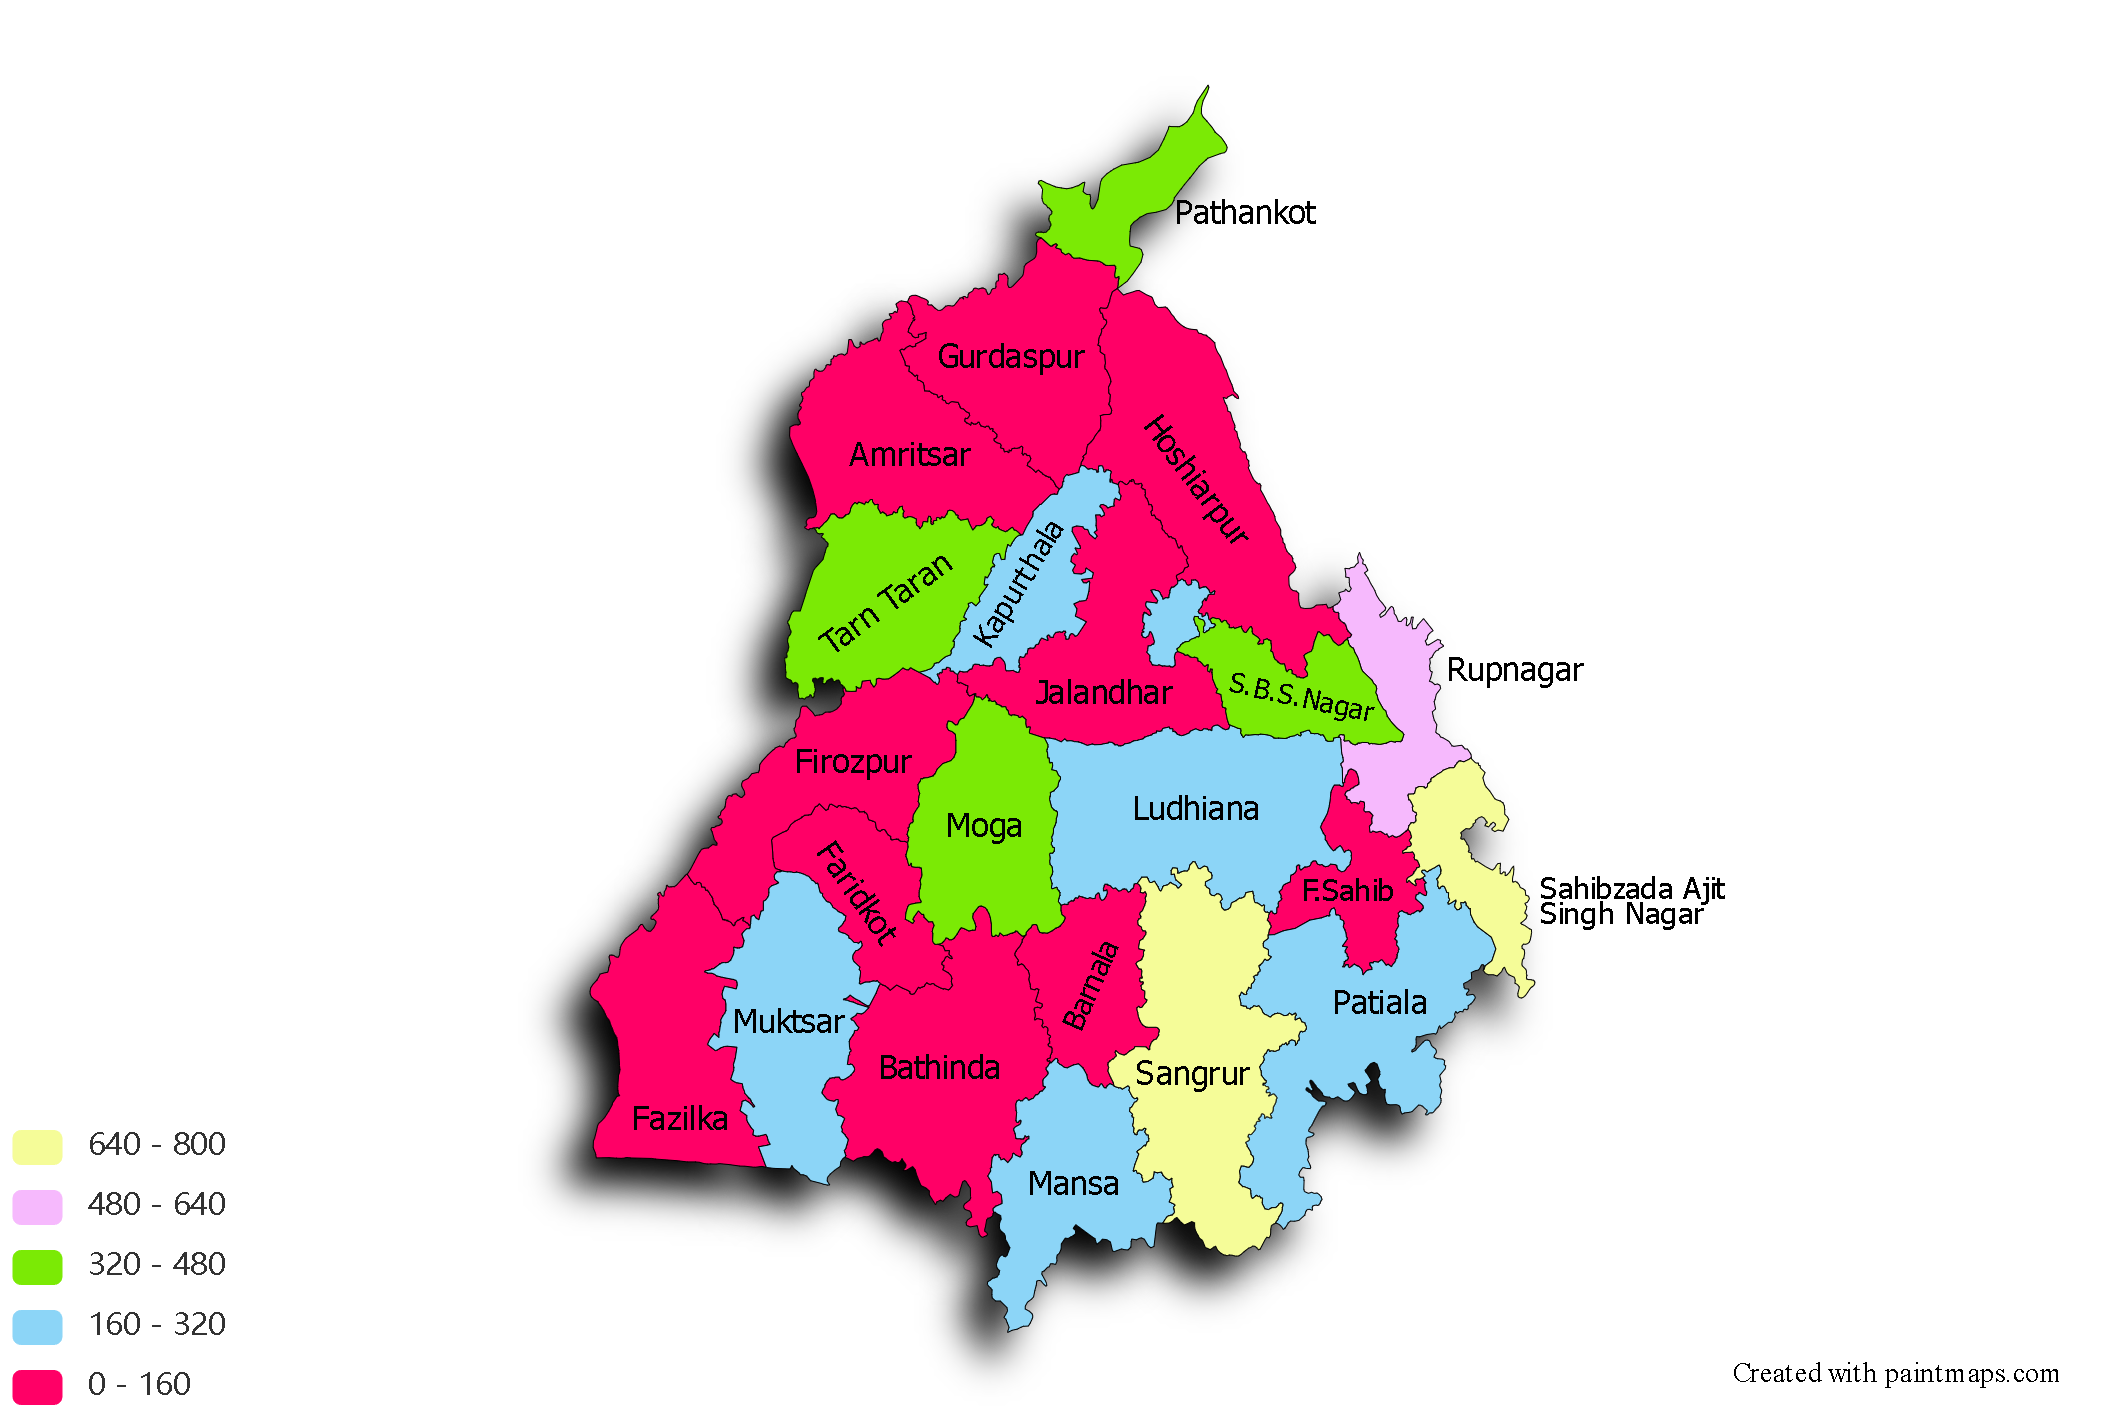 Pathankot
Gurdaspur
Amritsar
Hoshiarpur
Kapurthala
Tarn Taran
Rupnagar
Jalandhar
S.B.S.Nagar
Firozpur
Moga
Ludhiana
Faridkot
F.Sahib
Sahibzada Ajit
Singh Nagar
Barnala
Patiala
Muktsar
Bathinda
Sangrur
Fazilka
Mansa
640 - 800
480 - 640
320 - 480
160 - 320
0 - 160
Created with paintmaps.com